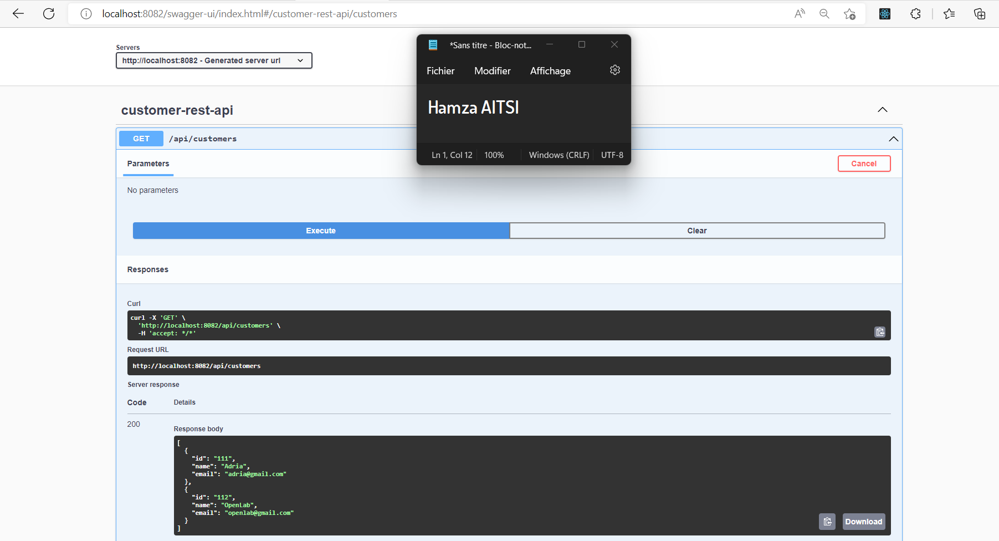 localhost:8082/swagger-ui/index.html#/customer-rest-api/customers
Servers
http://localhost:8082 - Generated server url
*Sans titre - Bloc-not...
Fichier Modifier Affichage
Hamza AITSI
Ln 1, Col 12 100% Windows (CRLF) UTF-8
customer-rest-api
GET /api/customers
Parameters
Cancel
No parameters
Execute Clear
Responses
Curl
curl -X 'GET' \
'http://localhost:8082/api/customers' \
-H 'accept: */*'
Request URL
http://localhost:8082/api/customers
Server response
Code Details
200
Response body
[
{
"id": "111",
"name": "Adria",
"email": "adria@gmail.com"
},
{
"id": "112",
"name": "OpenLab",
"email": "openlab@gmail.com"
}
]
Download